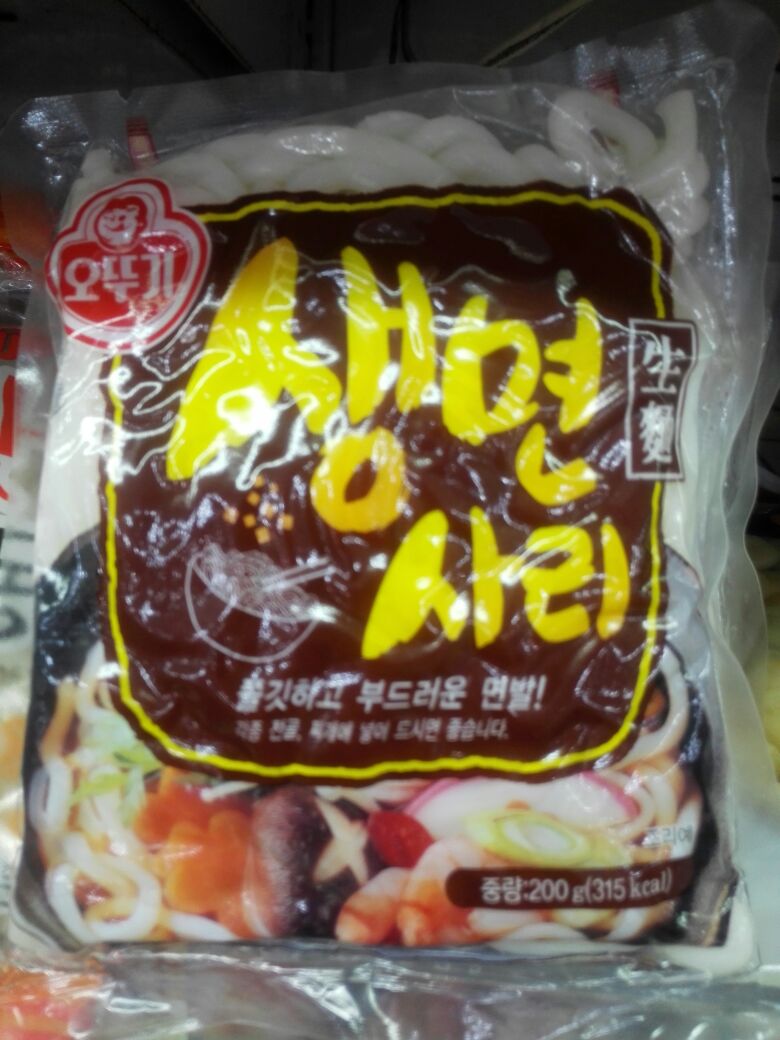 오뚜기
생면
사리
生麵
쫄깃하고 부드러운 면발!
각종 전골, 찌개에 넣어 드시면 좋습니다.
조리예
중량:200g(315 kcal)